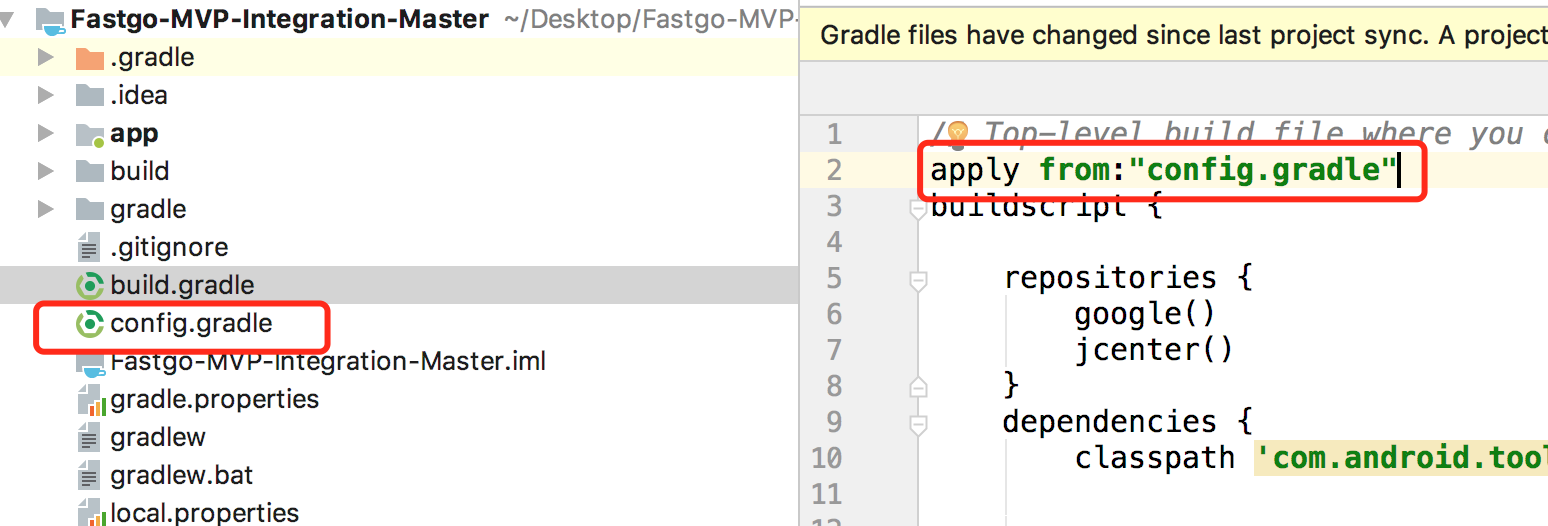 Fastgo-MVP-Integration-Master ~/Desktop/Fastgo-MVP-
.gradle
.idea
app
build
gradle
.gitignore
build.gradle
config.gradle
Fastgo-MVP-Integration-Master.iml
gradle.properties
gradlew
gradlew.bat
local.properties
Gradle files have changed since last project sync. A project
1 / Top-level build file where you
2 apply from:"config.gradle"
3 buildscript {
4
5 repositories {
6 google()
7 jcenter()
8 }
9 dependencies {
10 classpath 'com.android.tool
11